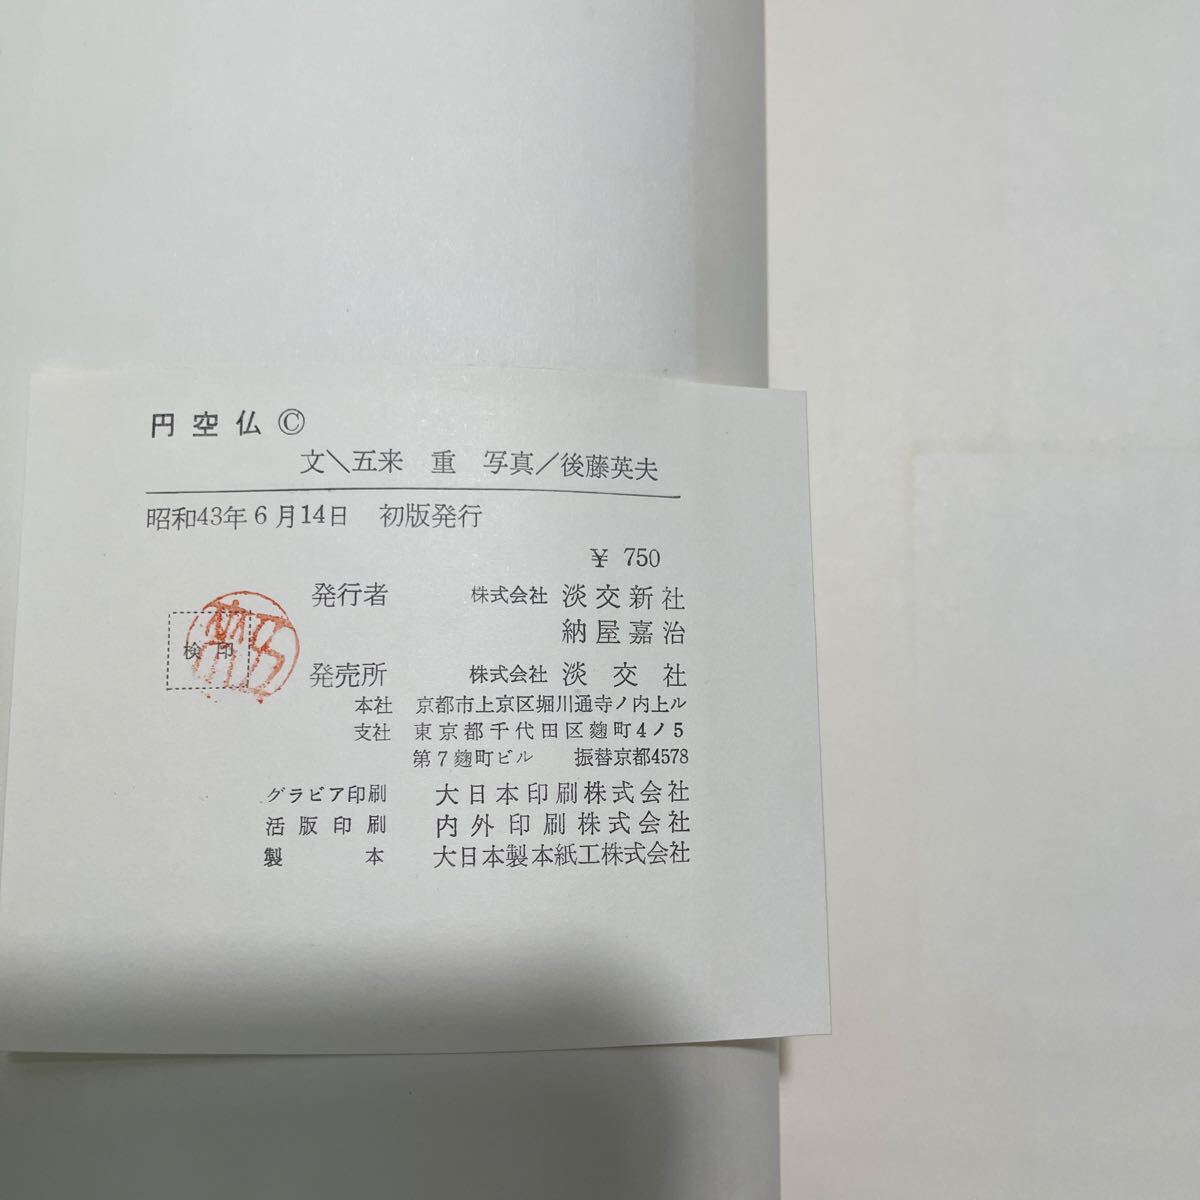 円空仏 ©
文＼五来 重 写真／後藤英夫
昭和43年6月14日 初版発行
¥ 750
発行者 株式会社 淡交新社
納屋嘉治
検印
発売所 株式会社 淡交社
本社 京都市上京区堀川通寺ノ内上ル
支社 東京都千代田区麹町4ノ5
第7麹町ビル 振替京都4578
グラビア印刷 大日本印刷株式会社
活版印刷 内外印刷株式会社
製本 大日本製本紙工株式会社